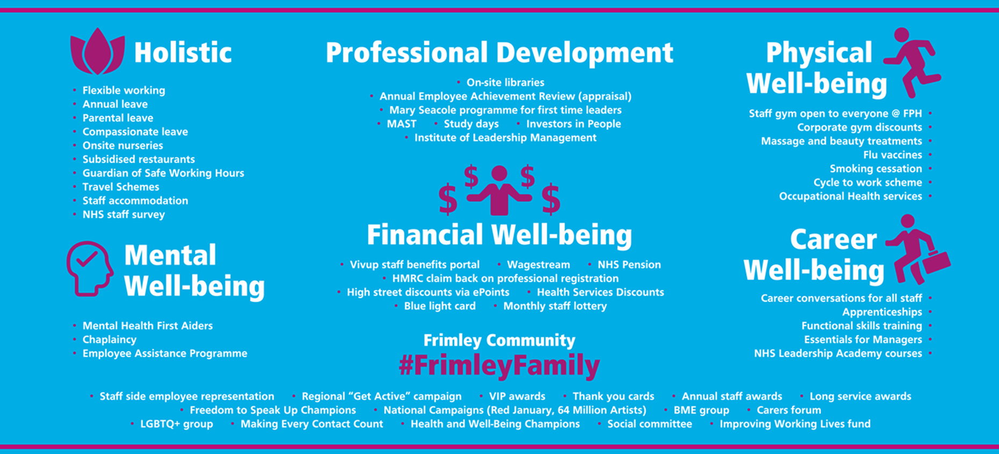 Holistic
• Flexible working
• Annual leave
• Parental leave
• Compassionate leave
• Onsite nurseries
• Subsidised restaurants
• Guardian of Safe Working Hours
• Travel Schemes
• Staff accommodation
• NHS staff survey
Mental
Well-being
• Mental Health First Aiders
• Chaplaincy
• Employee Assistance Programme
Professional Development
• On-site libraries
• Annual Employee Achievement Review (appraisal)
• Mary Seacole programme for first time leaders
• MAST • Study days • Investors in People
• Institute of Leadership Management
$ $ $ $
Financial Well-being
• Vivup staff benefits portal • Wagestream • NHS Pension
• HMRC claim back on professional registration
• High street discounts via ePoints • Health Services Discounts
• Blue light card • Monthly staff lottery
Physical
Well-being
Staff gym open to everyone @ FPH •
Corporate gym discounts •
Massage and beauty treatments •
Flu vaccines •
Smoking cessation •
Cycle to work scheme •
Occupational Health services •
Career
Well-being
Career conversations for all staff •
Apprenticeships •
Functional skills training •
Essentials for Managers •
NHS Leadership Academy courses •
Frimley Community
#FrimleyFamily
• Staff side employee representation • Regional “Get Active” campaign • VIP awards • Thank you cards • Annual staff awards • Long service awards
• Freedom to Speak Up Champions • National Campaigns (Red January, 64 Million Artists) • BME group • Carers forum
• LGBTQ+ group • Making Every Contact Count • Health and Well-Being Champions • Social committee • Improving Working Lives fund